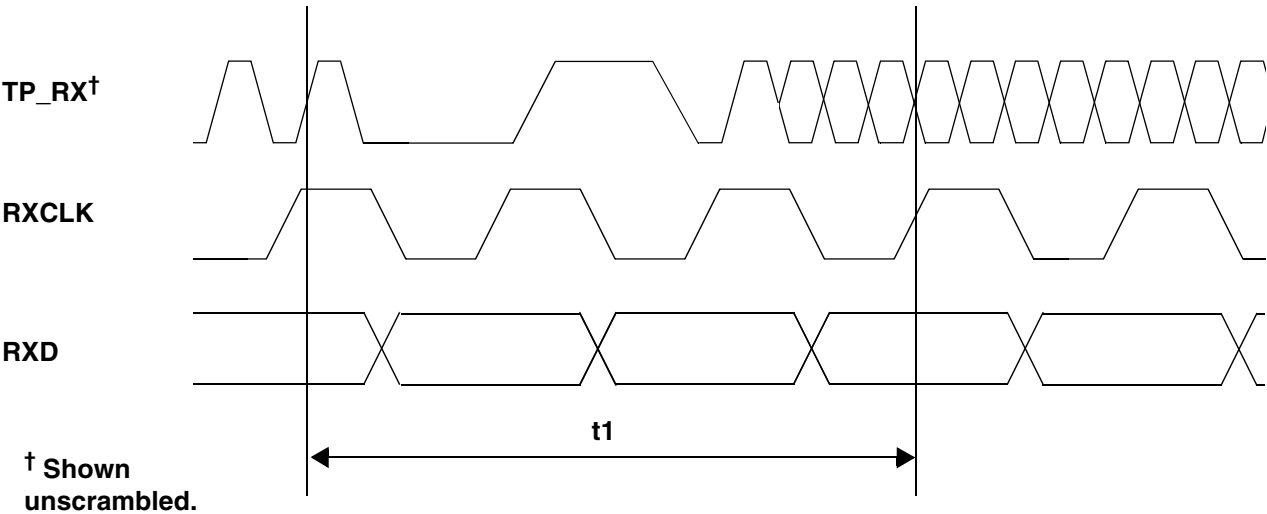 TP_RX†
RXCLK
RXD
t1
† Shown
unscrambled.